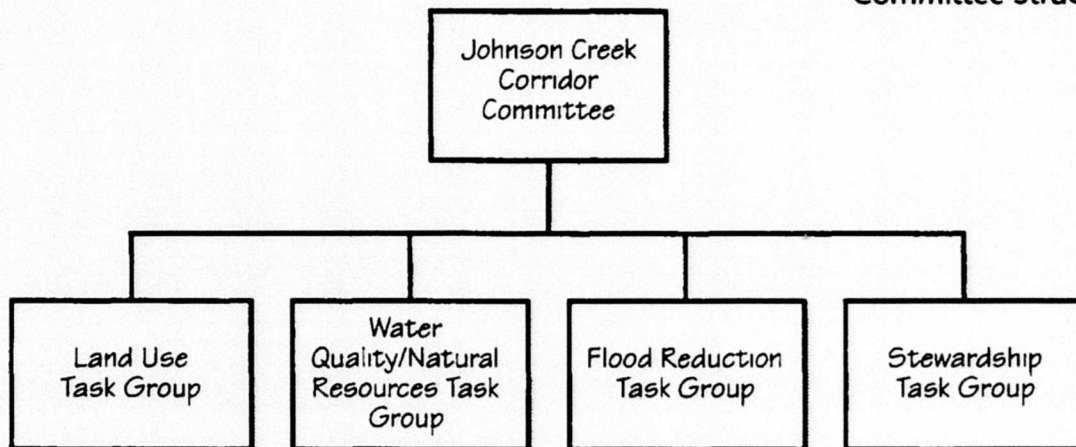 Johnson Creek
Corridor
Committee
Land Use
Task Group
Water
Quality/Natural
Resources Task
Group
Flood Reduction
Task Group
Stewardship
Task Group